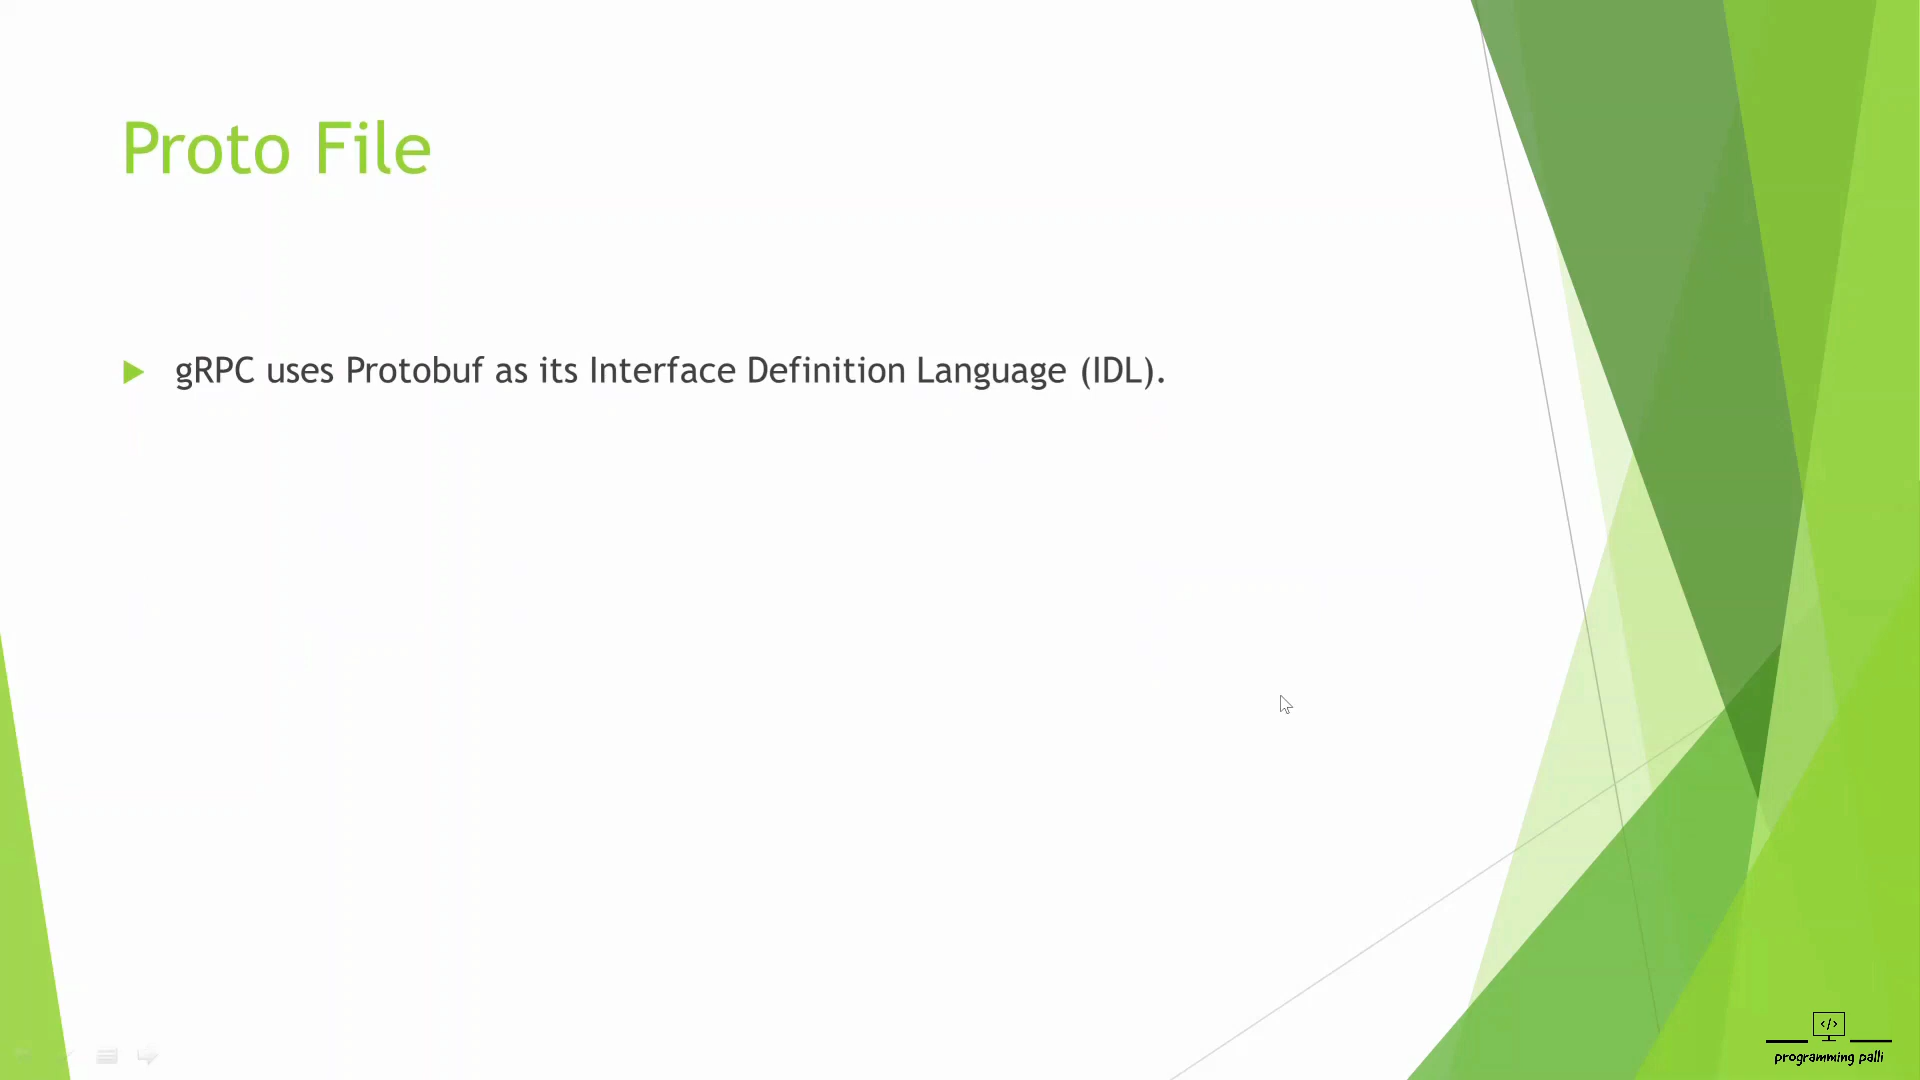 Proto File
gRPC uses Protobuf as its Interface Definition Language (IDL).
</>
programming palli